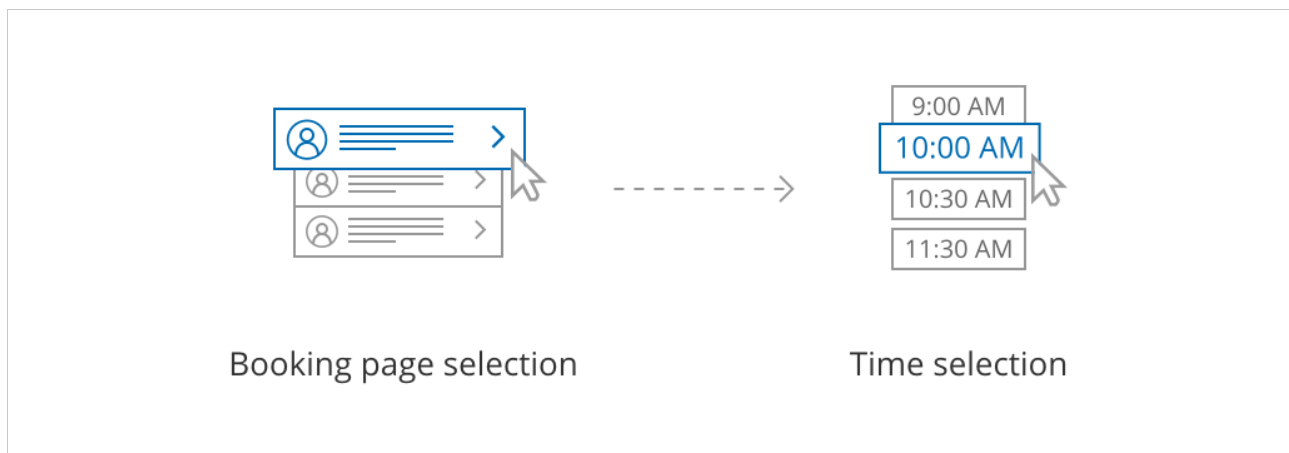 9:00 AM
10:00 AM
10:30 AM
11:30 AM
Booking page selection
Time selection